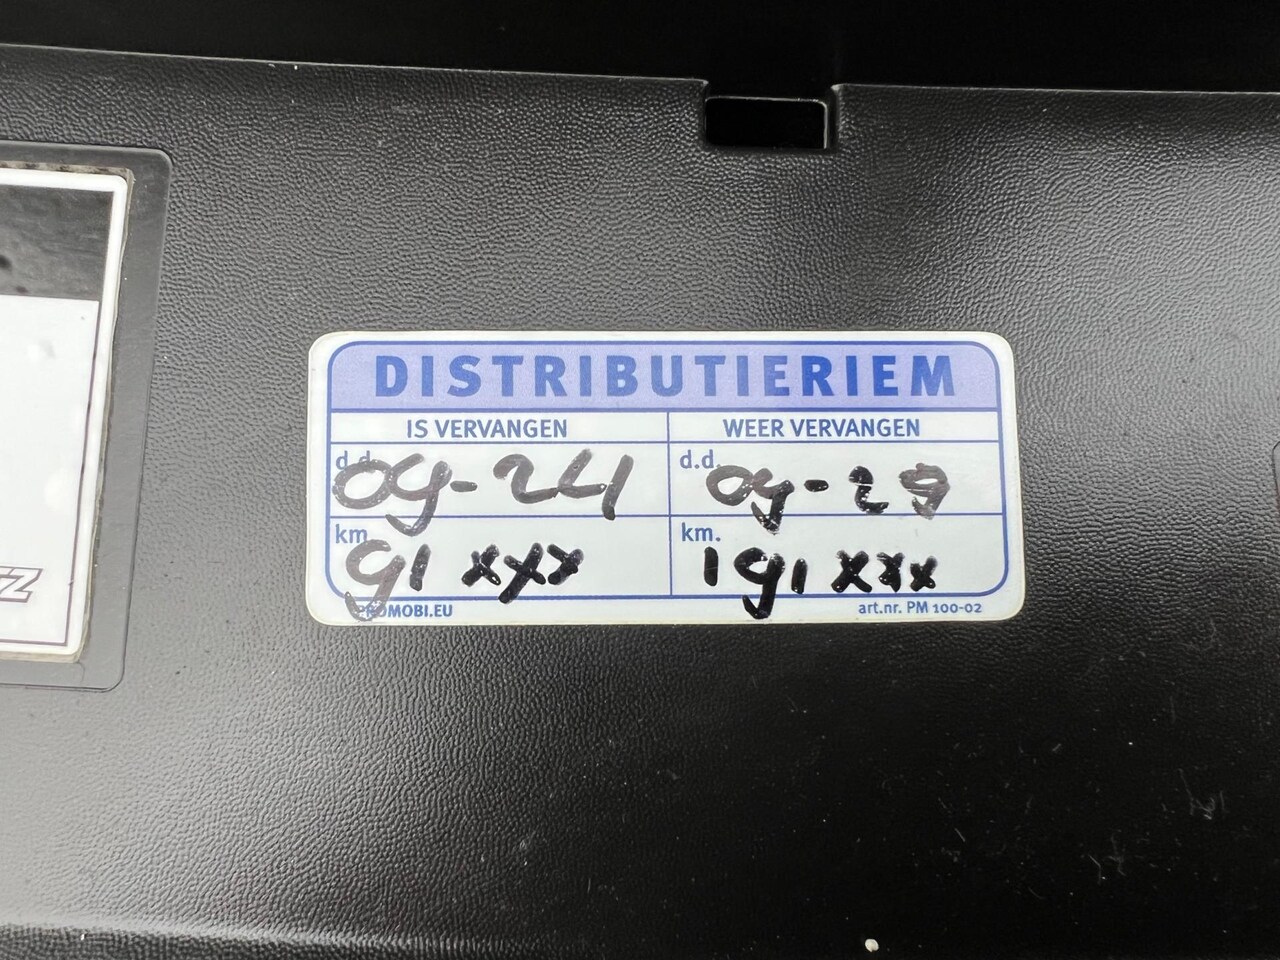 DISTRIBUTIERIEM
IS VERVANGEN WEER VERVANGEN
d.d. 09-24 d.d. 09-29
km 91 xxx km. 191 xxx
PROMOBI.EU art.nr. PM 100-02